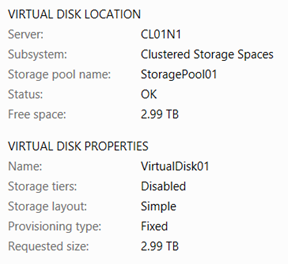 VIRTUAL DISK LOCATION
Server: CL01N1
Subsystem: Clustered Storage Spaces
Storage pool name: StoragePool01
Status: OK
Free space: 2.99 TB
VIRTUAL DISK PROPERTIES
Name: VirtualDisk01
Storage tiers: Disabled
Storage layout: Simple
Provisioning type: Fixed
Requested size: 2.99 TB